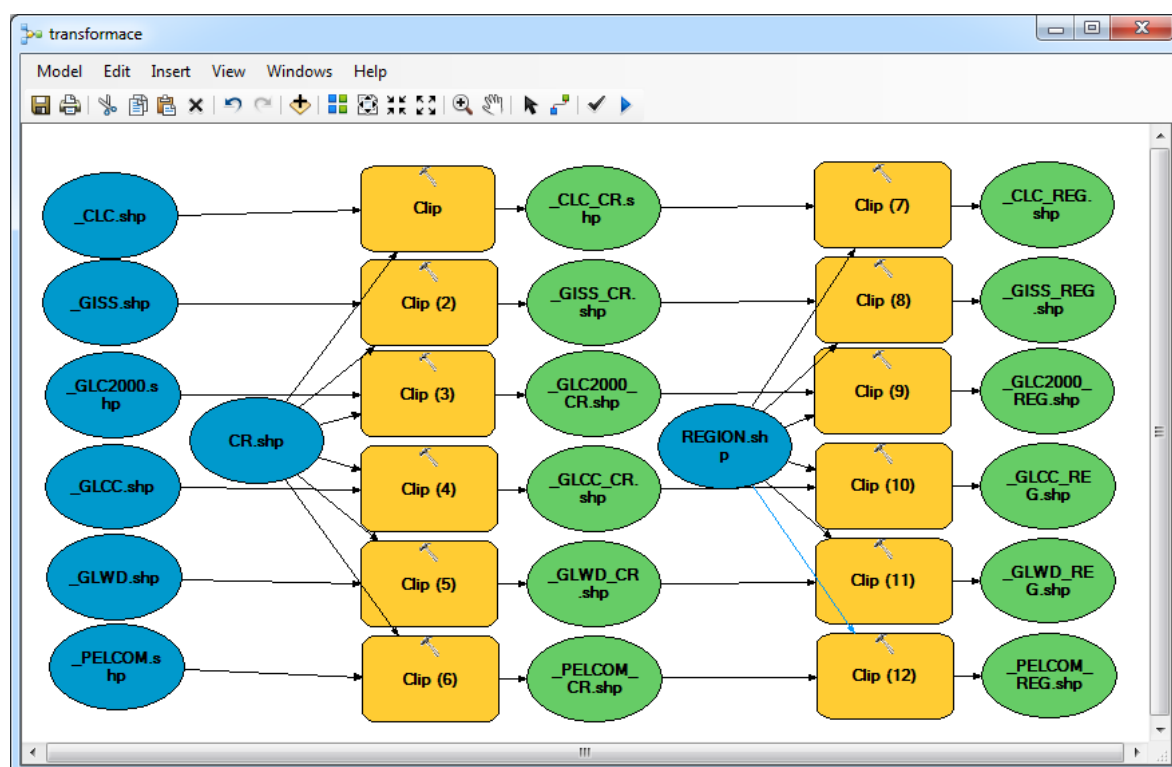 transformace
Model Edit Insert View Windows Help
_CLC.shp
Clip
_CLC_CR.s
hp
Clip (7)
_CLC_REG.
shp
_GISS.shp
Clip (2)
_GISS_CR.
shp
Clip (8)
_GISS_REG
.shp
_GLC2000.s
hp
Clip (3)
_GLC2000_
CR.shp
Clip (9)
_GLC2000_
REG.shp
CR.shp
REGION.sh
p
_GLCC.shp
Clip (4)
_GLCC_CR.
shp
Clip (10)
_GLCC_RE
G.shp
_GLWD.shp
Clip (5)
_GLWD_CR
.shp
Clip (11)
_GLWD_RE
G.shp
_PELCOM.s
hp
Clip (6)
_PELCOM_
CR.shp
Clip (12)
_PELCOM_
REG.shp